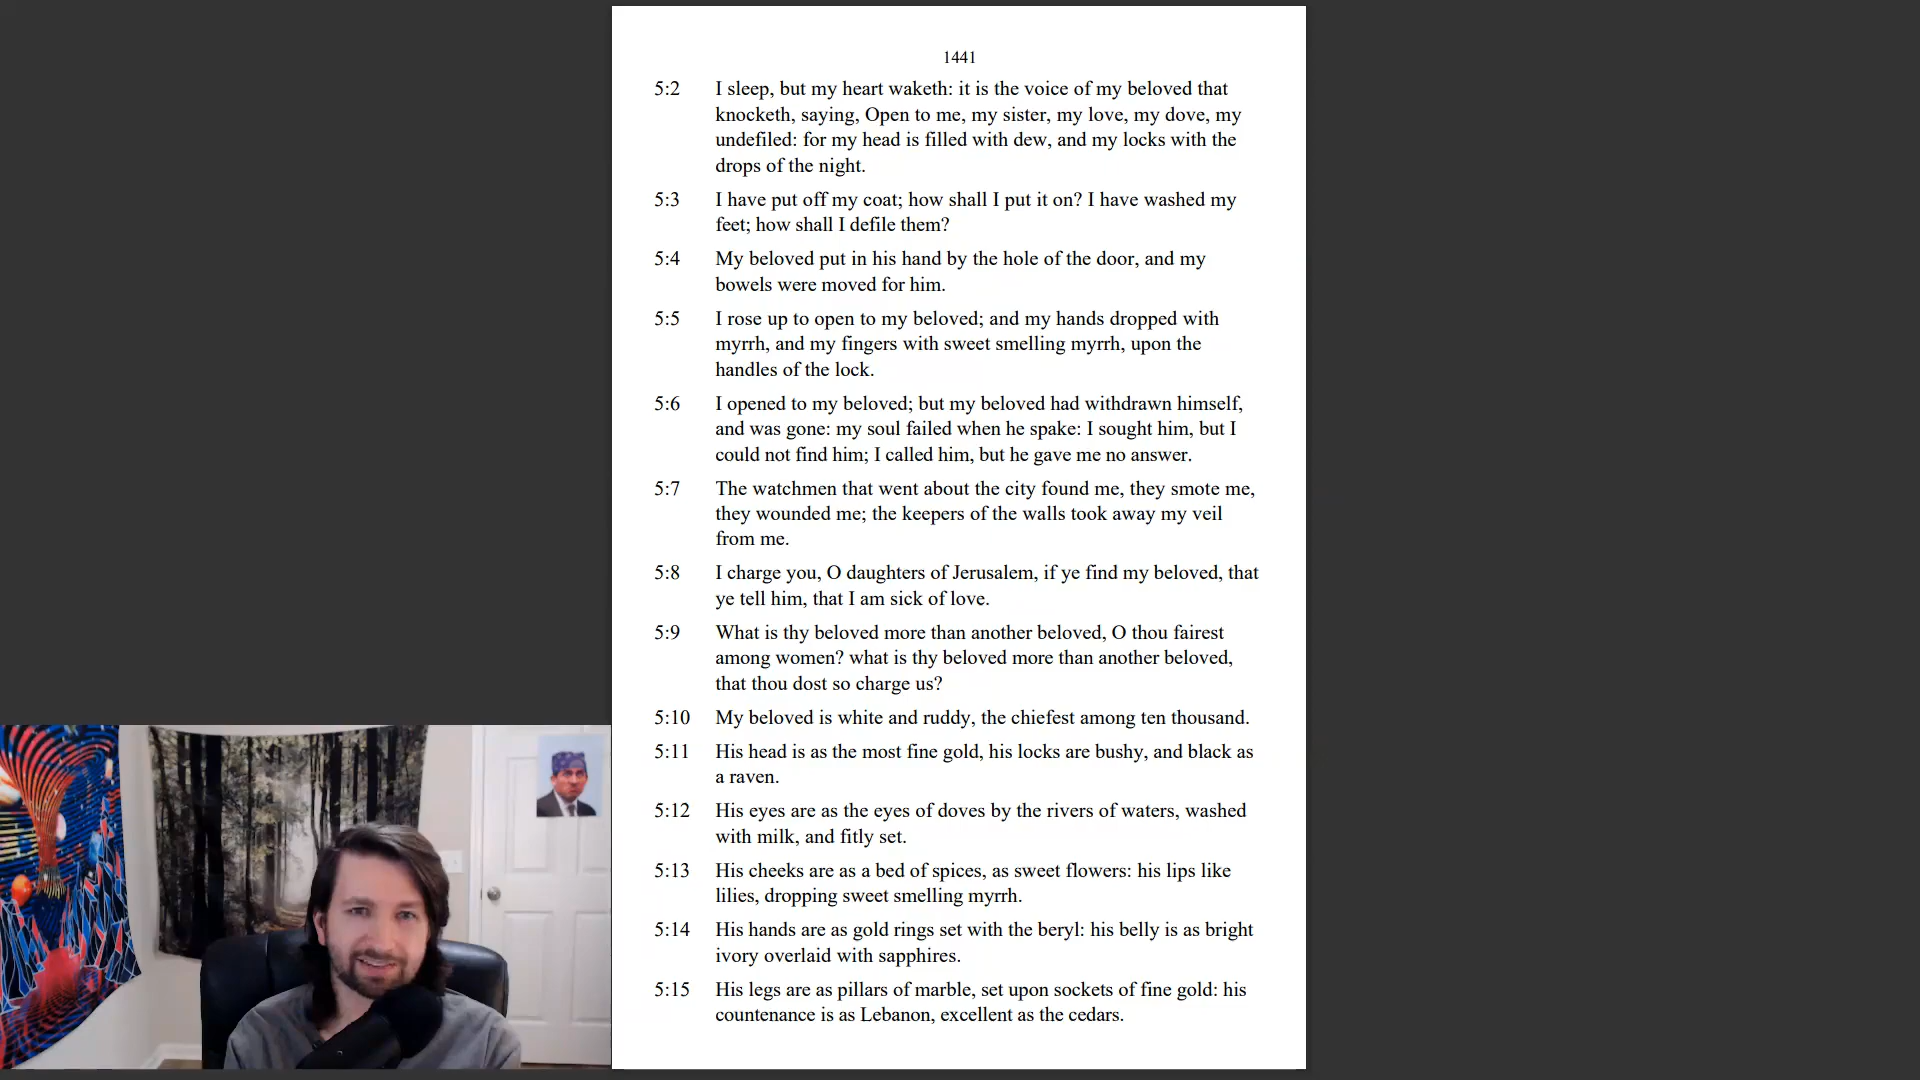 1441
5:2 I sleep, but my heart waketh: it is the voice of my beloved that
knocketh, saying, Open to me, my sister, my love, my dove, my
undefiled: for my head is filled with dew, and my locks with the
drops of the night.
5:3 I have put off my coat; how shall I put it on? I have washed my
feet; how shall I defile them?
5:4 My beloved put in his hand by the hole of the door, and my
bowels were moved for him.
5:5 I rose up to open to my beloved; and my hands dropped with
myrrh, and my fingers with sweet smelling myrrh, upon the
handles of the lock.
5:6 I opened to my beloved; but my beloved had withdrawn himself,
and was gone: my soul failed when he spake: I sought him, but I
could not find him; I called him, but he gave me no answer.
5:7 The watchmen that went about the city found me, they smote me,
they wounded me; the keepers of the walls took away my veil
from me.
5:8 I charge you, O daughters of Jerusalem, if ye find my beloved, that
ye tell him, that I am sick of love.
5:9 What is thy beloved more than another beloved, O thou fairest
among women? what is thy beloved more than another beloved,
that thou dost so charge us?
5:10 My beloved is white and ruddy, the chiefest among ten thousand.
5:11 His head is as the most fine gold, his locks are bushy, and black as
a raven.
5:12 His eyes are as the eyes of doves by the rivers of waters, washed
with milk, and fitly set.
5:13 His cheeks are as a bed of spices, as sweet flowers: his lips like
lilies, dropping sweet smelling myrrh.
5:14 His hands are as gold rings set with the beryl: his belly is as bright
ivory overlaid with sapphires.
5:15 His legs are as pillars of marble, set upon sockets of fine gold: his
countenance is as Lebanon, excellent as the cedars.